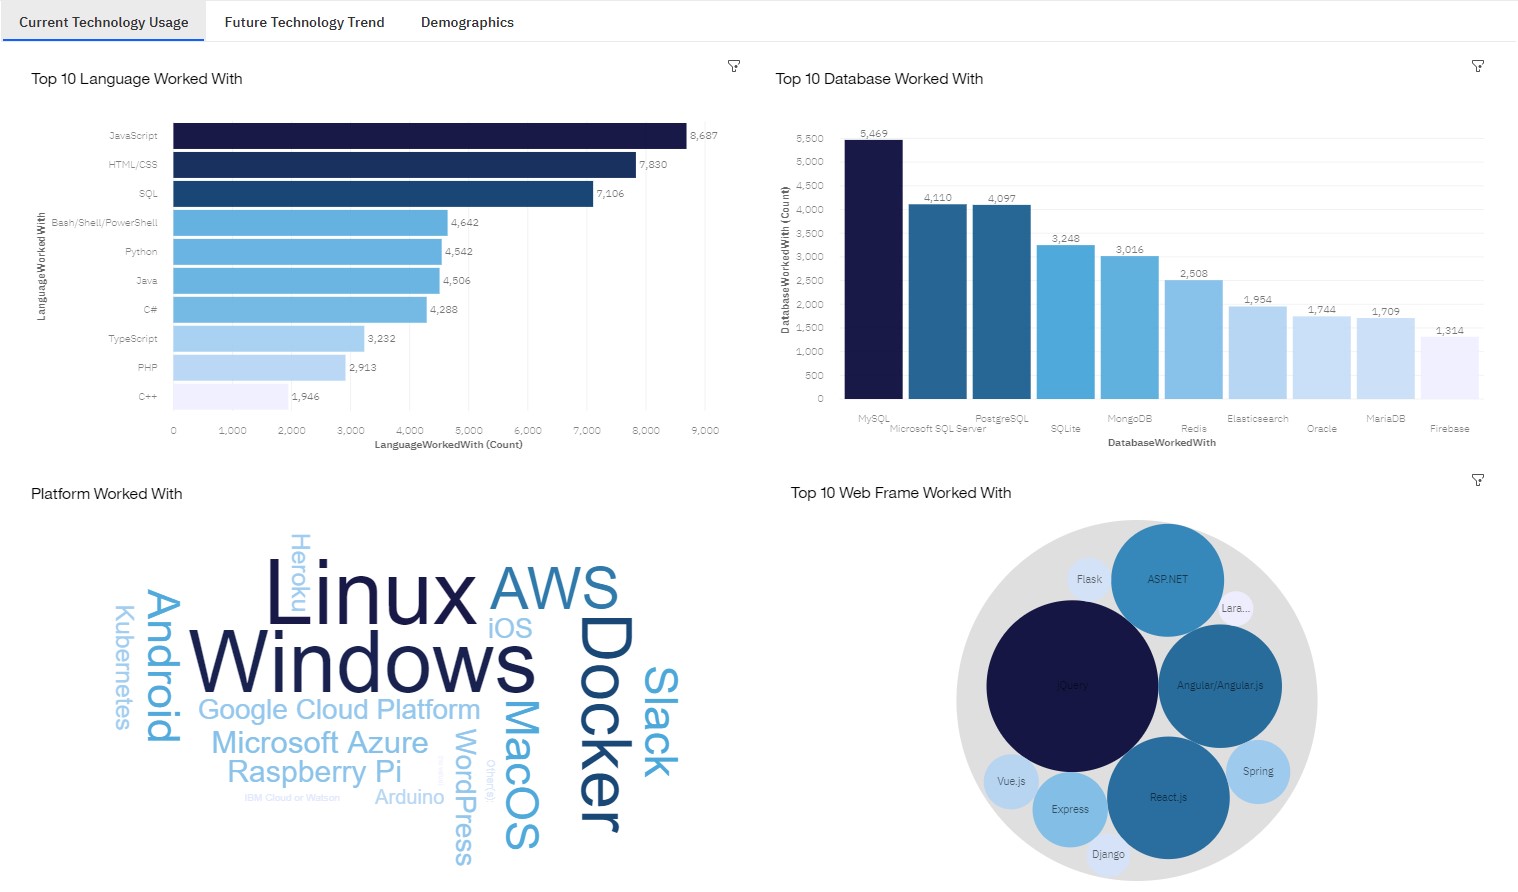 Current Technology Usage
Future Technology Trend
Demographics
Top 10 Language Worked With
JavaScript
8,687
HTML/CSS
7,830
SQL
7,106
Bash/Shell/PowerShell
4,642
Python
4,542
Java
4,506
C#
4,288
TypeScript
3,232
PHP
2,913
C++
1,946
LanguageWorkedWith
0 1,000 2,000 3,000 4,000 5,000 6,000 7,000 8,000 9,000
LanguageWorkedWith (Count)
Top 10 Database Worked With
DatabaseWorkedWith (Count)
5,500
5,000
4,500
4,000
3,500
3,000
2,500
2,000
1,500
1,000
500
0
5,469
4,110
4,097
3,248
3,016
2,508
1,954
1,744
1,709
1,314
MySQL
Microsoft SQL Server
PostgreSQL
SQLite
MongoDB
Redis
Elasticsearch
Oracle
MariaDB
Firebase
DatabaseWorkedWith
Platform Worked With
Heroku
Linux
AWS
iOS
Android
Kubernetes
Windows
Docker
Slack
Google Cloud Platform
MacOS
Microsoft Azure
WordPress
Raspberry Pi
Other(s):
IBM Cloud or Watson
Arduino
Top 10 Web Frame Worked With
ASP.NET
Flask
Lara...
jQuery
Angular/Angular.js
Vue.js
Spring
React.js
Express
Django